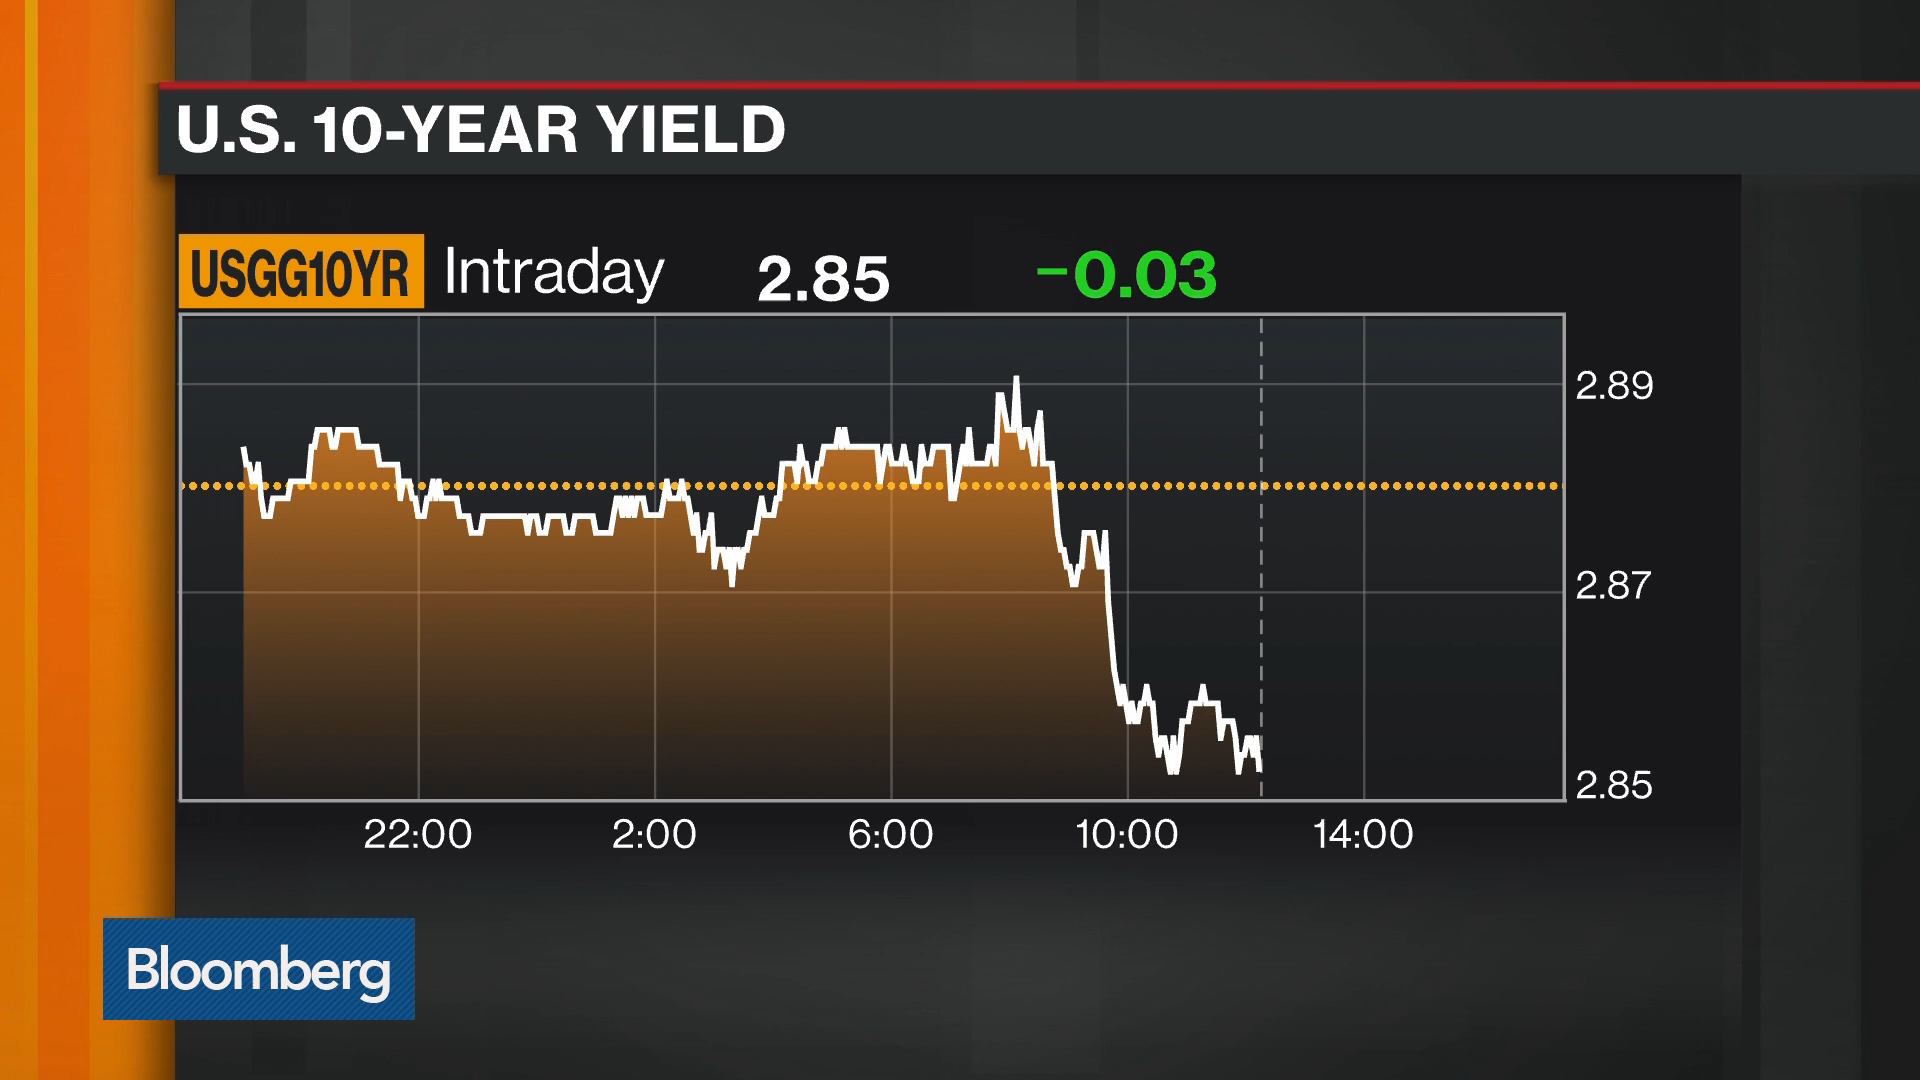 U.S. 10-YEAR YIELD
USGG10YR Intraday 2.85 -0.03
2.89
2.87
2.85
22:00 2:00 6:00 10:00 14:00
Bloomberg